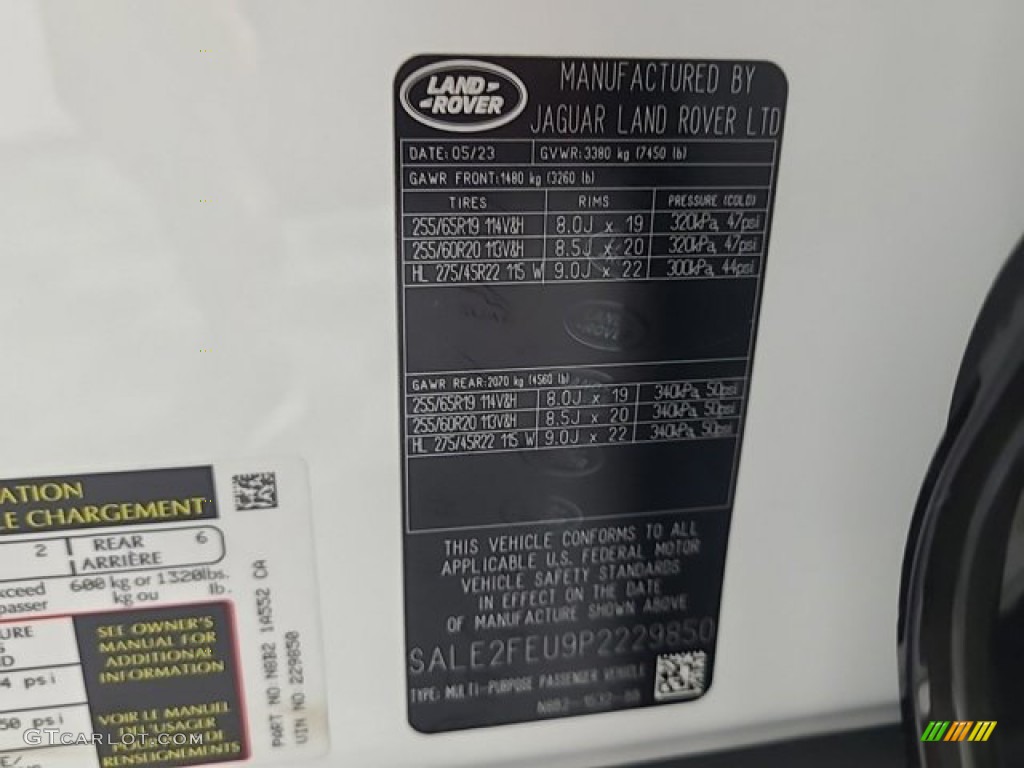 LAND ROVER
MANUFACTURED BY
JAGUAR LAND ROVER LTD
DATE: 05/23 GVWR: 3380 kg (7450 lb)
GAWR FRONT: 1480 kg (3260 lb)
TIRES RIMS PRESSURE (COLD)
255/65R19 114V&H 8.0J x 19 320kPa, 47psi
255/60R20 113V&H 8.5J x 20 320kPa, 47psi
HL 275/45R22 115 W 9.0J x 22 300kPa, 44psi
LAND ROVER
GAWR REAR: 2070 kg (4560 lb)
255/65R19 114V&H 8.0J x 19 340kPa, 50psi
255/60R20 113V&H 8.5J x 20 340kPa, 50psi
HL 275/45R22 115 W 9.0J x 22 340kPa, 50psi
THIS VEHICLE CONFORMS TO ALL
APPLICABLE U.S. FEDERAL MOTOR
VEHICLE SAFETY STANDARDS
IN EFFECT ON THE DATE
OF MANUFACTURE SHOWN ABOVE
SALE2FEU9P2229850
TYPE: MULTI-PURPOSE PASSENGER VEHICLE
ATION
E CHARGEMENT
2 REAR 6
ARRIÈRE
xceed 600 kg or 1320lbs.
passer kg ou lb.
URE
D
4 psi
50 psi
SEE OWNER'S
MANUAL FOR
ADDITIONAL
INFORMATION
VOIR LE MANUEL
DE L'USAGER
POUR PLUS DE
RENSEIGNEMENTS
PART NO N8B2 1A552 CA
VIN NO 229850
GTcarlot.com